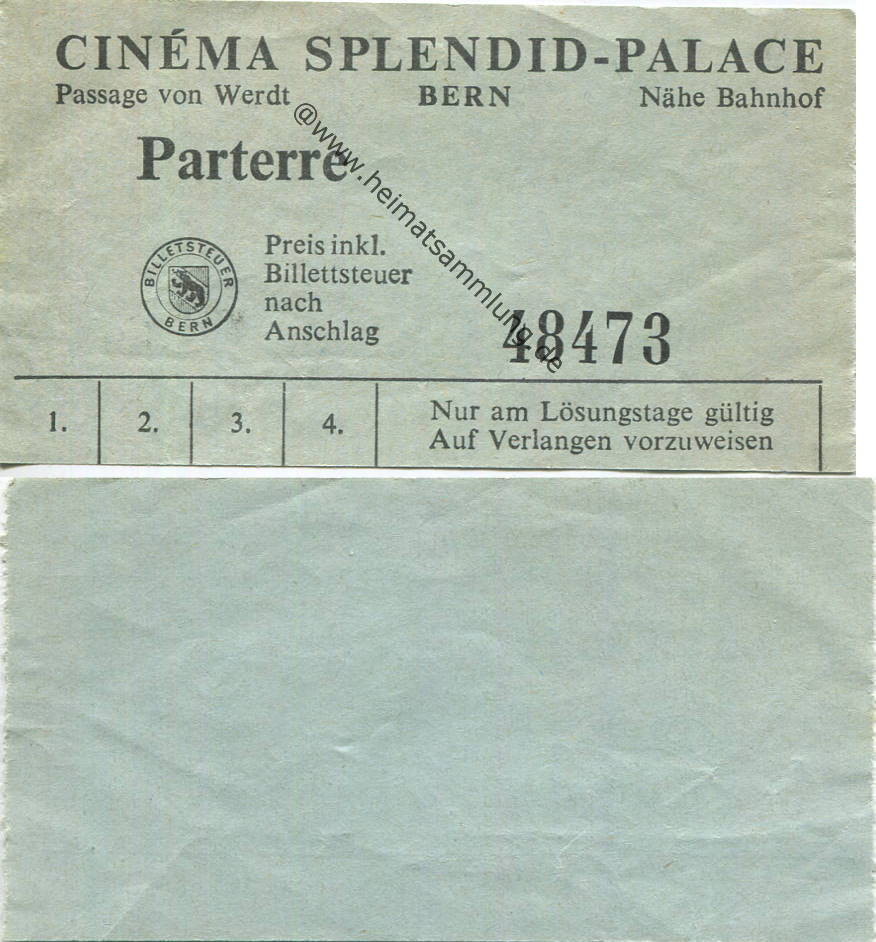 CINÉMA SPLENDID-PALACE
Passage von Werdt BERN Nähe Bahnhof
Parterre
@www.heimatsammlung.de
BILLETSTEUER
BERN
Preis inkl.
Billettsteuer
nach
Anschlag
48473
1. 2. 3. 4.
Nur am Lösungstage gültig
Auf Verlangen vorzuweisen